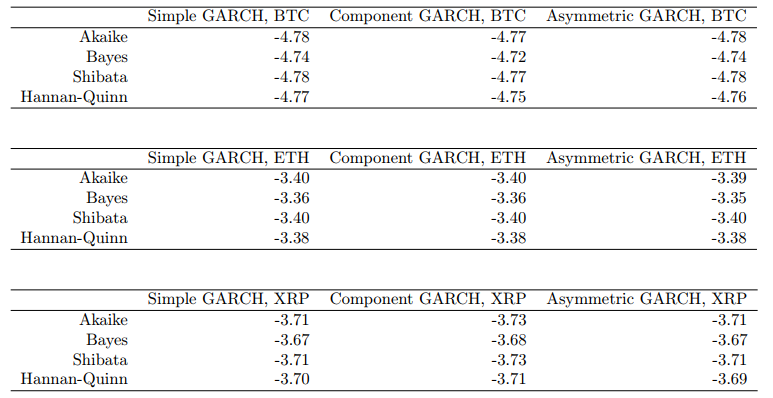 Simple GARCH, BTC Component GARCH, BTC Asymmetric GARCH, BTC
Akaike -4.78 -4.77 -4.78
Bayes -4.74 -4.72 -4.74
Shibata -4.78 -4.77 -4.78
Hannan-Quinn -4.77 -4.75 -4.76
Simple GARCH, ETH Component GARCH, ETH Asymmetric GARCH, ETH
Akaike -3.40 -3.40 -3.39
Bayes -3.36 -3.36 -3.35
Shibata -3.40 -3.40 -3.40
Hannan-Quinn -3.38 -3.38 -3.38
Simple GARCH, XRP Component GARCH, XRP Asymmetric GARCH, XRP
Akaike -3.71 -3.73 -3.71
Bayes -3.67 -3.68 -3.67
Shibata -3.71 -3.73 -3.71
Hannan-Quinn -3.70 -3.71 -3.69